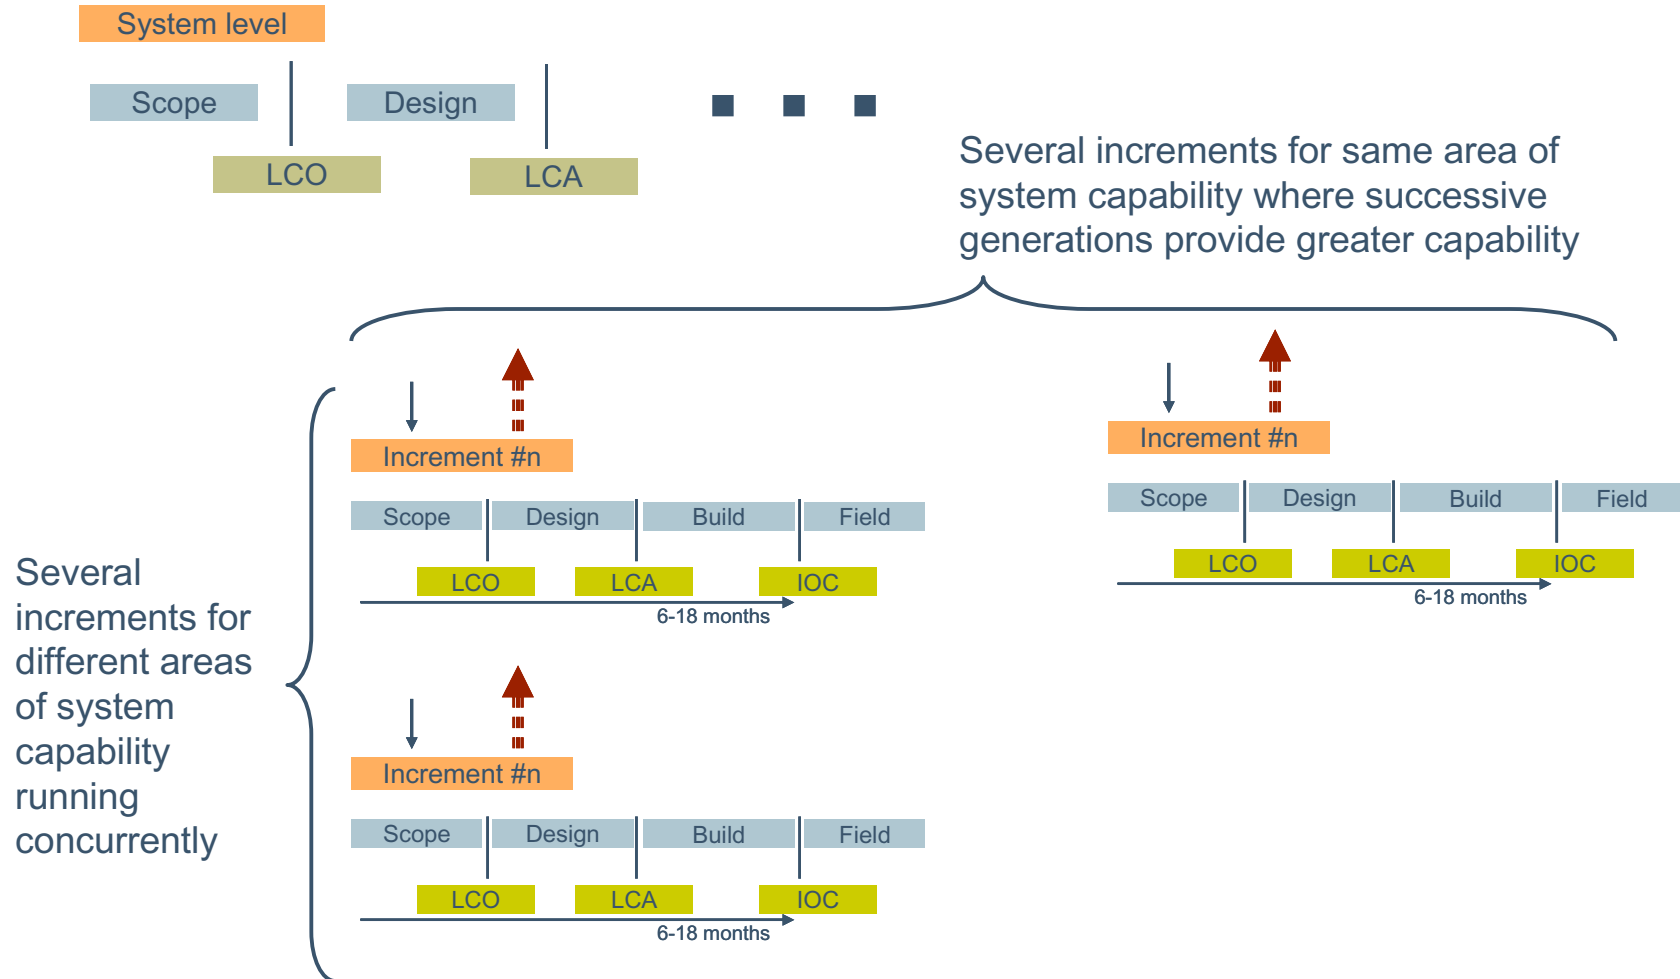 System level
Scope
Design
LCO
LCA
Several increments for same area of
system capability where successive
generations provide greater capability
Increment #n
Scope
Design
Build
Field
LCO
LCA
IOC
6-18 months
Increment #n
Scope
Design
Build
Field
LCO
LCA
IOC
6-18 months
Several
increments for
different areas
of system
capability
running
concurrently
Increment #n
Scope
Design
Build
Field
LCO
LCA
IOC
6-18 months